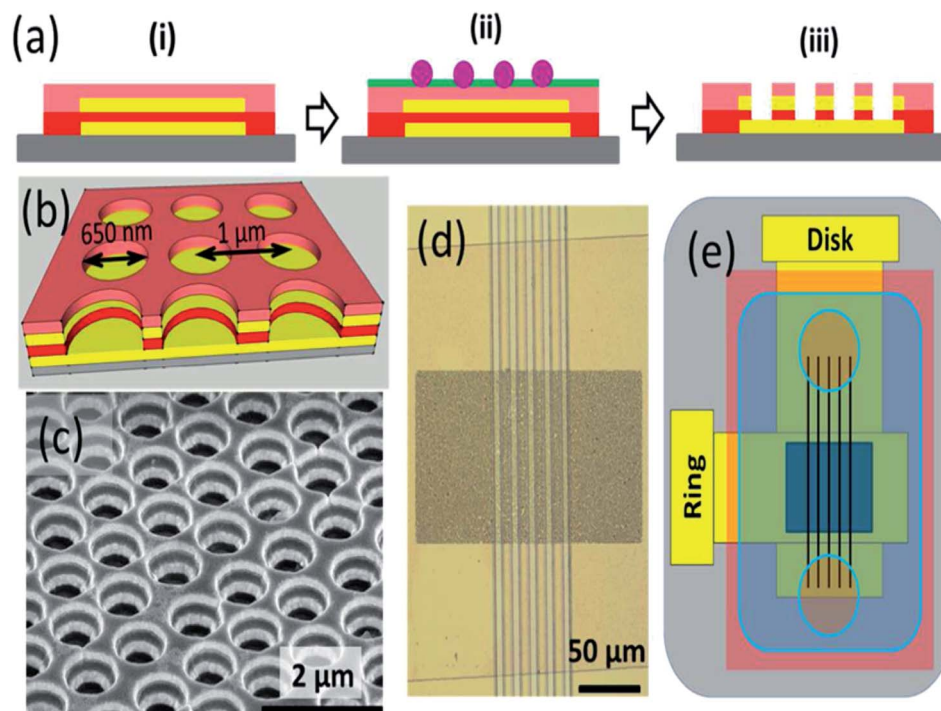 (a)
(i)
(ii)
(iii)
(b)
650 nm
1 μm
(c)
2 μm
(d)
50 μm
(e)
Disk
Ring